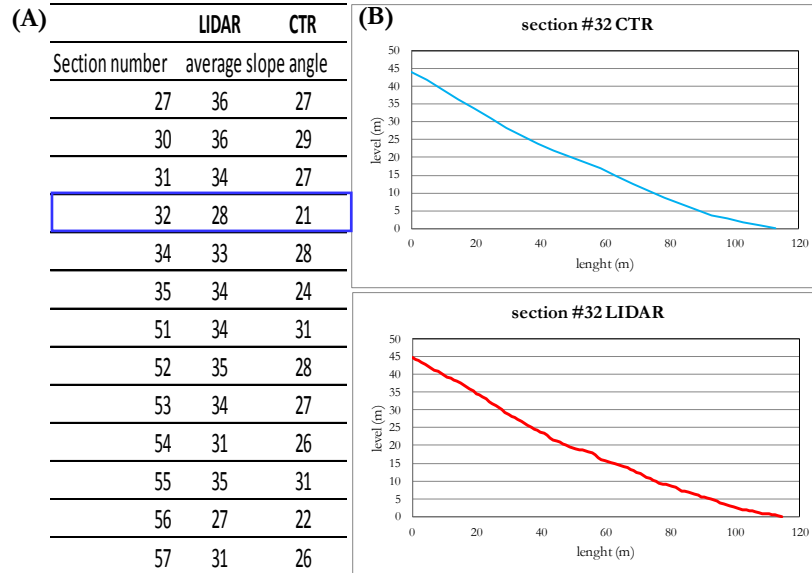 (A)
LIDAR CTR
Section number average slope angle
27 36 27
30 36 29
31 34 27
32 28 21
34 33 28
35 34 24
51 34 31
52 35 28
53 34 27
54 31 26
55 35 31
56 27 22
57 31 26
(B)
section #32 CTR
50
45
40
35
30
25
20
15
10
5
0
level (m)
0 20 40 60 80 100 120
lenght (m)
section #32 LIDAR
50
45
40
35
30
25
20
15
10
5
0
level (m)
0 20 40 60 80 100 120
lenght (m)